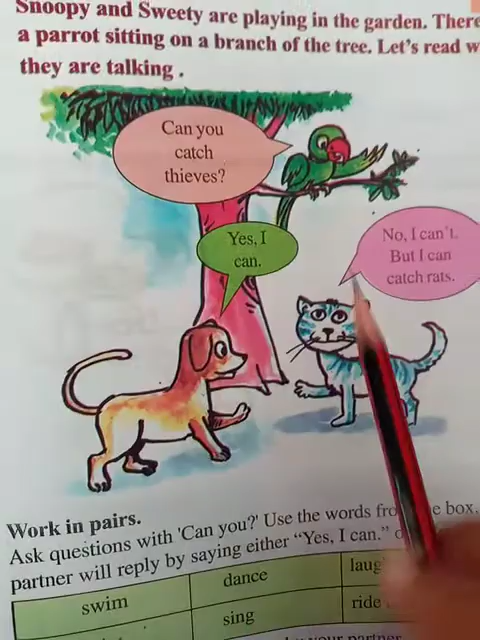 Snoopy and Sweety are playing in the garden. There
a parrot sitting on a branch of the tree. Let's read
they are talking .
Can you
catch
thieves?
Yes, I
can.
No, I can't.
But I can
catch rats.
Work in pairs.
Ask questions with 'Can you?' Use the words e box.
partner will reply by saying either "Yes, I can."
swim
dance
sing
ride
your partner